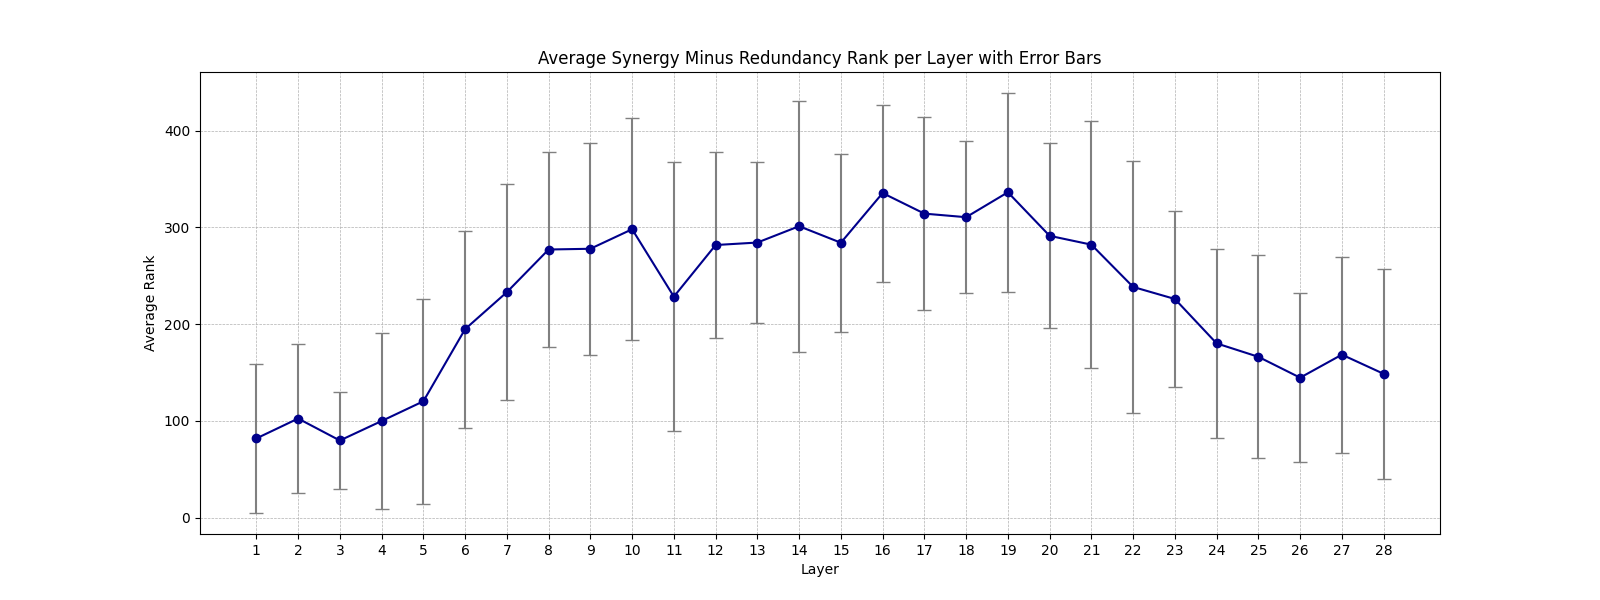 Average Synergy Minus Redundancy Rank per Layer with Error Bars
Average Rank
400
300
200
100
0
1 2 3 4 5 6 7 8 9 10 11 12 13 14 15 16 17 18 19 20 21 22 23 24 25 26 27 28
Layer